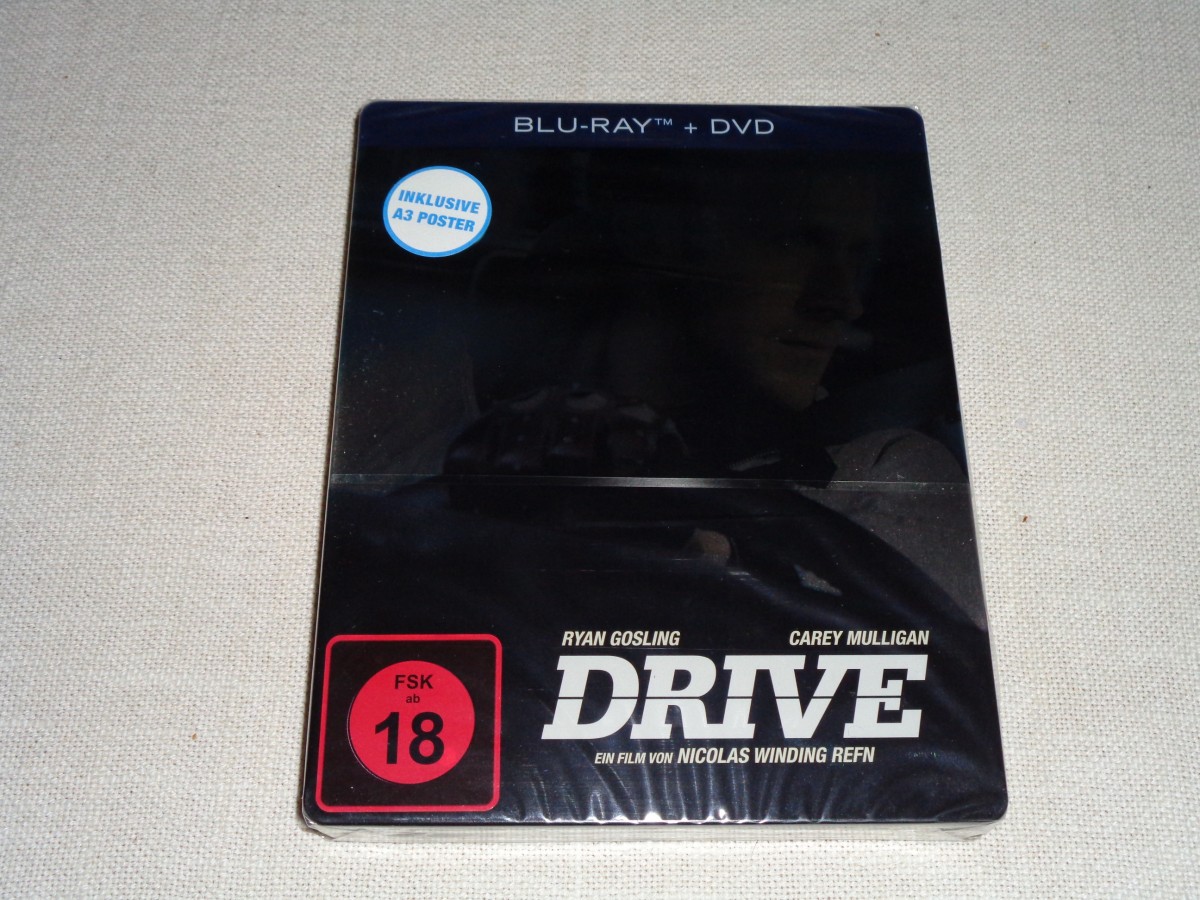 BLU-RAY™ + DVD
INKLUSIVE
A3 POSTER
RYAN GOSLING CAREY MULLIGAN
DRIVE
EIN FILM VON NICOLAS WINDING REFN
FSK
ab
18